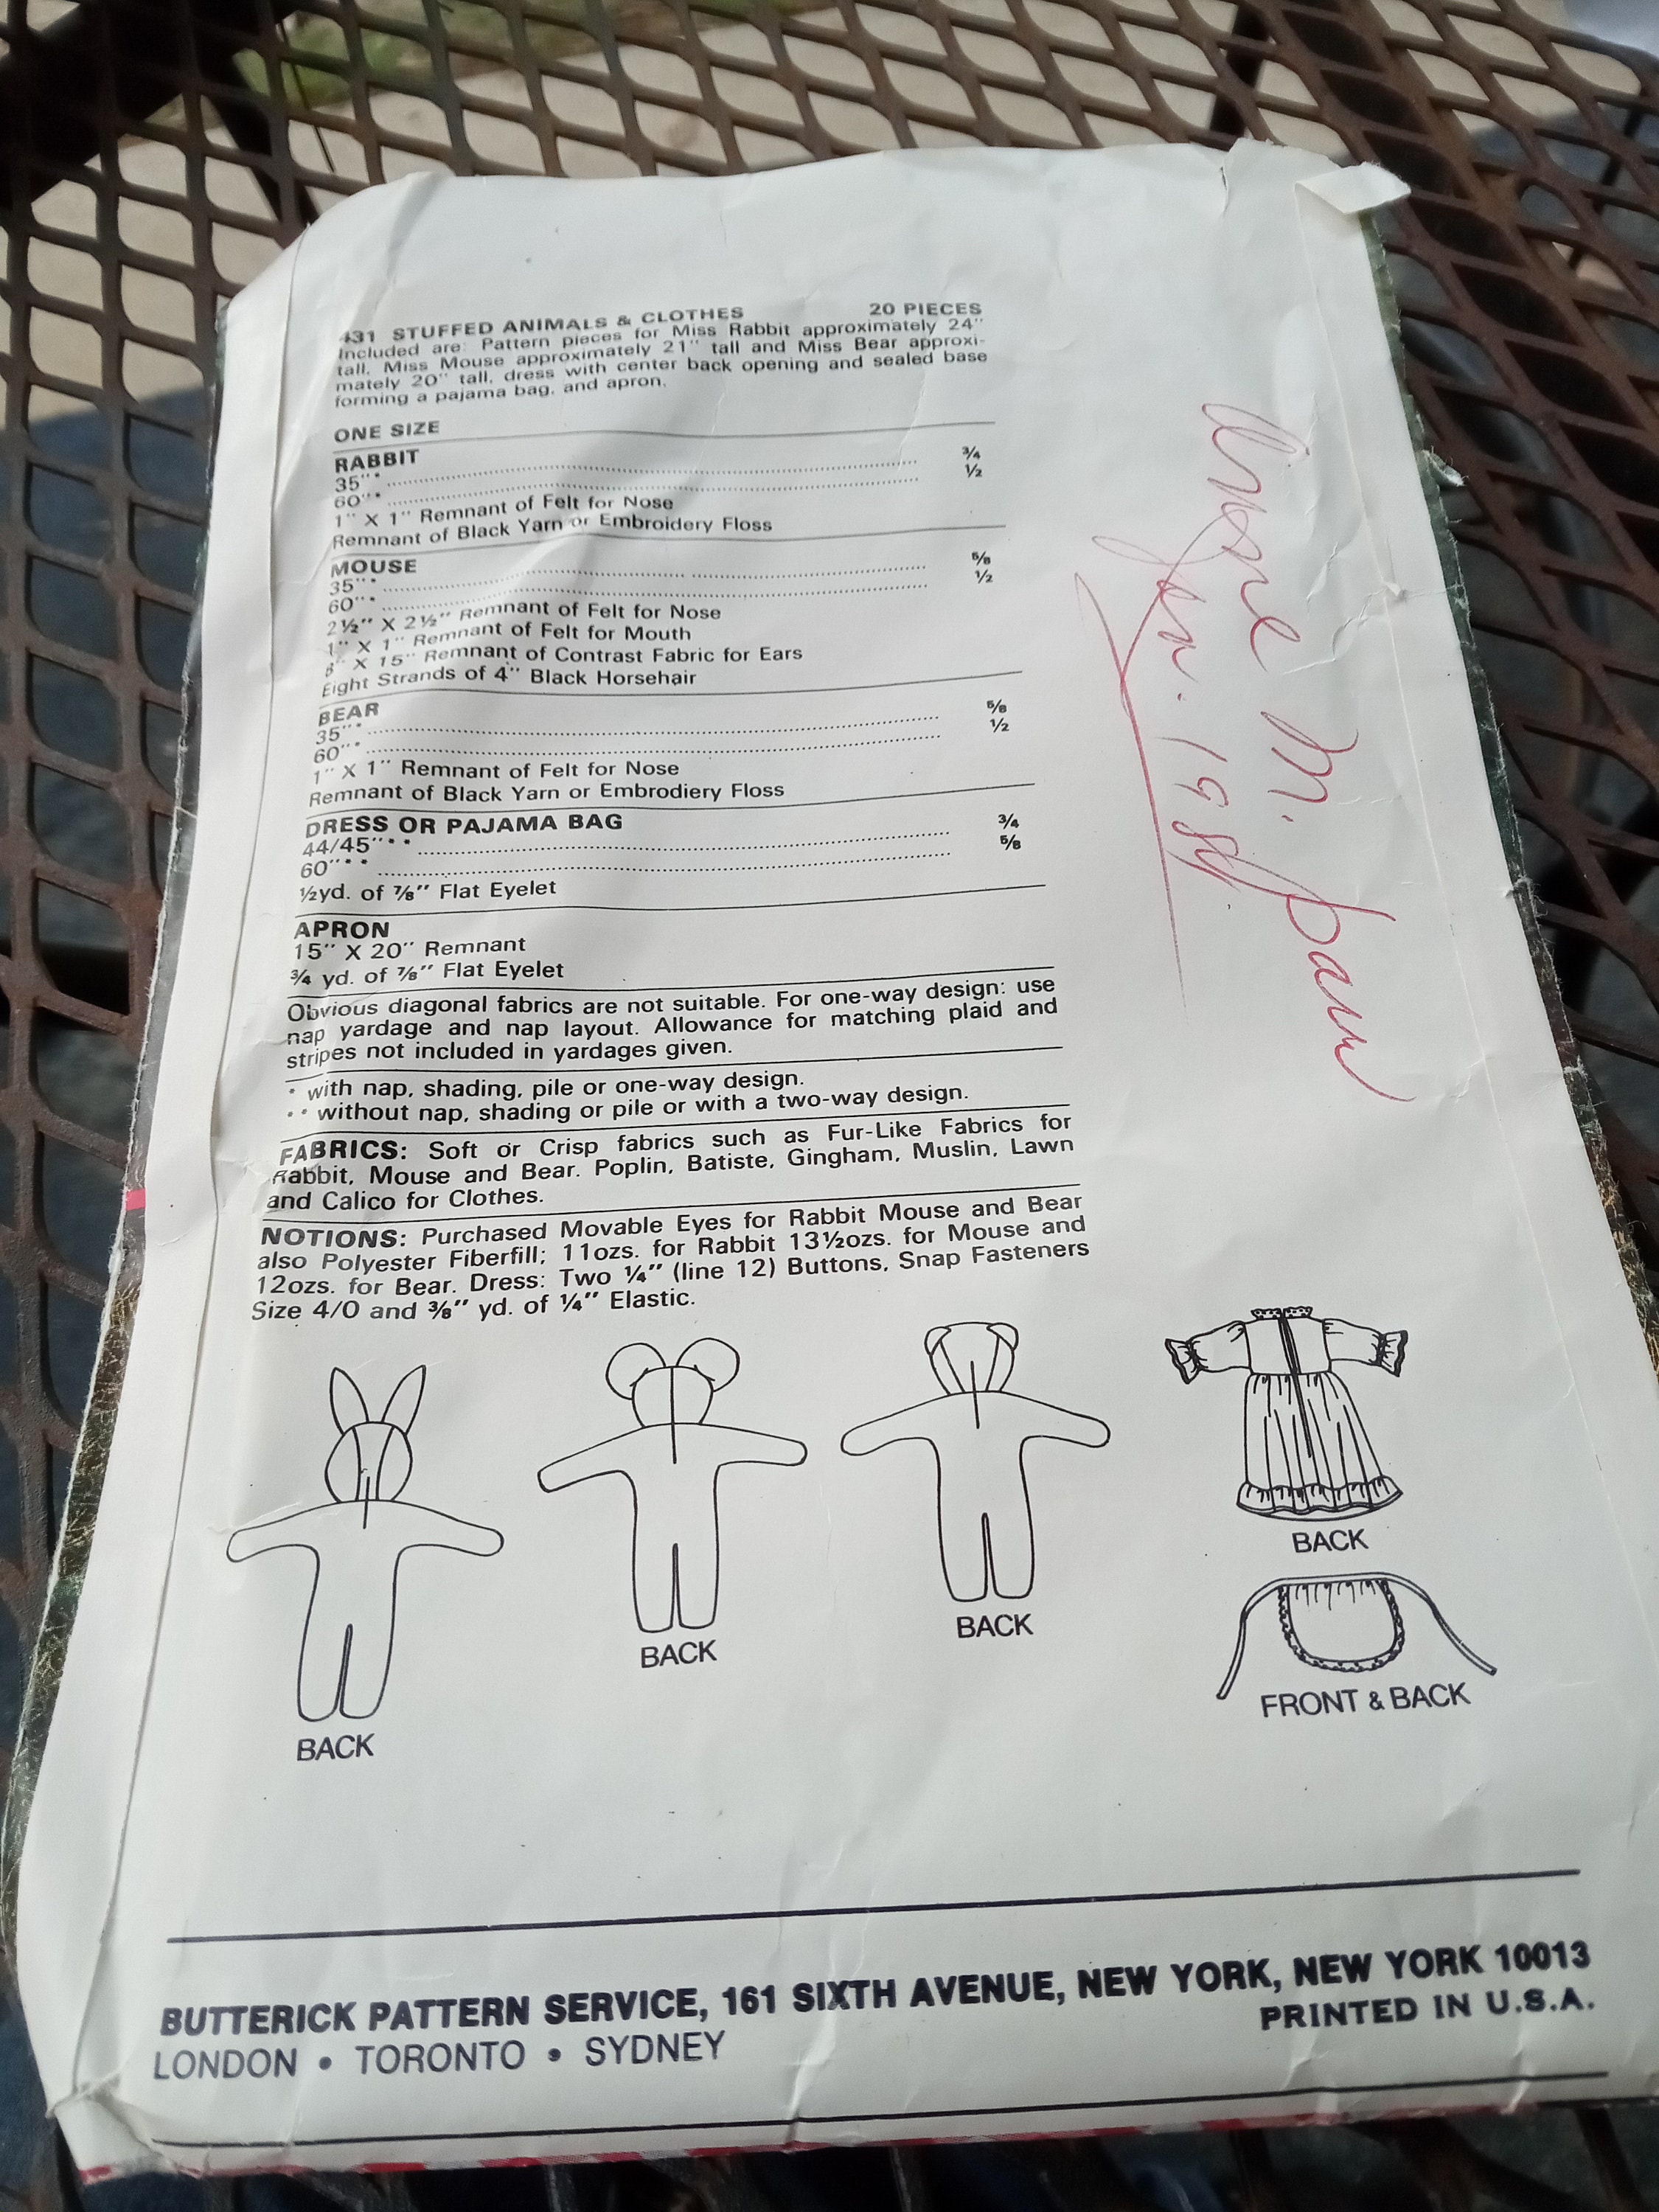 431 STUFFED ANIMALS & CLOTHES 20 PIECES
Included are: Pattern pieces for Miss Rabbit approximately 24"
tall, Miss Mouse approximately 21" tall and Miss Bear approxi-
mately 20" tall, dress with center back opening and sealed base
forming a pajama bag, and apron.
ONE SIZE
RABBIT
35"* 3/4
60"* 1/2
1" X 1" Remnant of Felt for Nose
Remnant of Black Yarn or Embroidery Floss
MOUSE
35"* 5/8
60"* 1/2
2½" X 2½" Remnant of Felt for Nose
1" X 1" Remnant of Felt for Mouth
X 15" Remnant of Contrast Fabric for Ears
Eight Strands of 4" Black Horsehair
BEAR
35"* 5/8
60"* 1/2
1" X 1" Remnant of Felt for Nose
Remnant of Black Yarn or Embrodiery Floss
DRESS OR PAJAMA BAG
44/45"** 3/4
60"** 5/8
½yd. of ⅞" Flat Eyelet
APRON
15" X 20" Remnant
¾ yd. of ⅞" Flat Eyelet
Obvious diagonal fabrics are not suitable. For one-way design: use
nap yardage and nap layout. Allowance for matching plaid and
stripes not included in yardages given.
* with nap, shading, pile or one-way design.
** without nap, shading or pile or with a two-way design.
FABRICS: Soft or Crisp fabrics such as Fur-Like Fabrics for
Rabbit, Mouse and Bear. Poplin, Batiste, Gingham, Muslin, Lawn
and Calico for Clothes.
NOTIONS: Purchased Movable Eyes for Rabbit Mouse and Bear
also Polyester Fiberfill; 11ozs. for Rabbit 13½ozs. for Mouse and
12ozs. for Bear. Dress: Two ¼" (line 12) Buttons, Snap Fasteners
Size 4/0 and ⅜" yd. of ¼" Elastic.
BACK
BACK
BACK
BACK
FRONT & BACK
BUTTERICK PATTERN SERVICE, 161 SIXTH AVENUE, NEW YORK, NEW YORK 10013
PRINTED IN U.S.A.
LONDON • TORONTO • SYDNEY